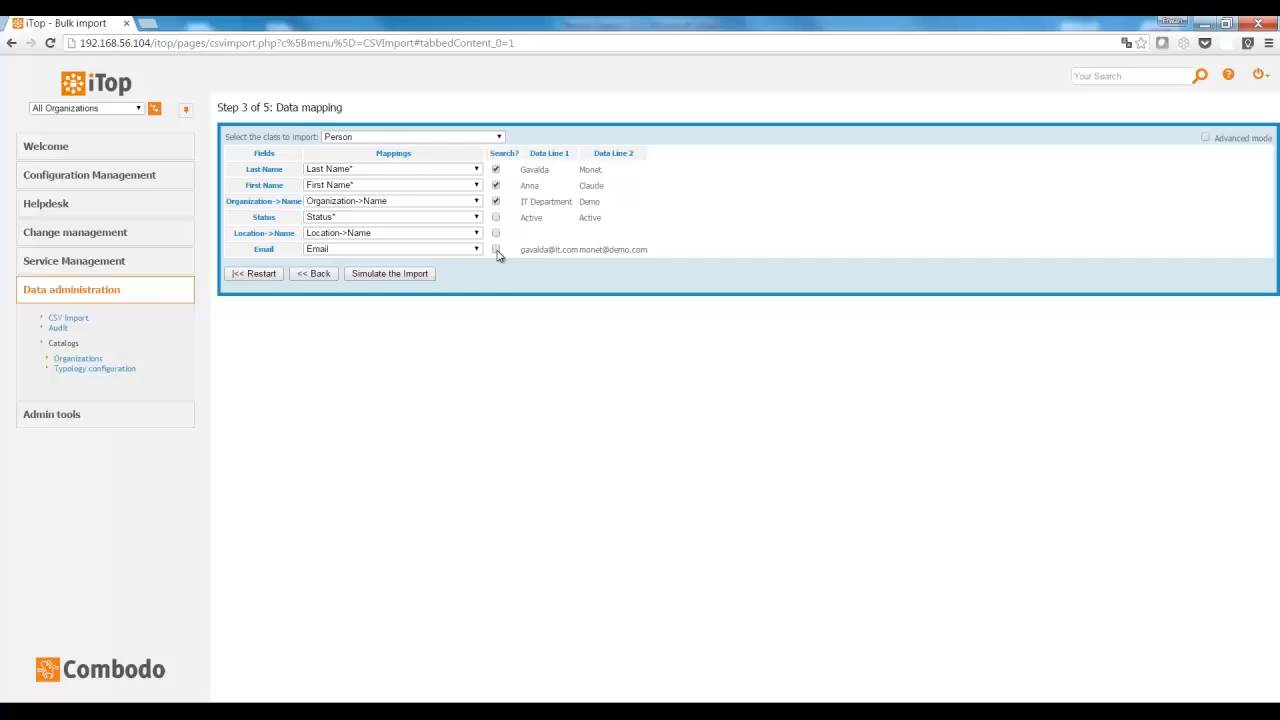 iTop - Bulk import
Erwan
192.168.56.104/itop/pages/csvimport.php?c%5Bmenu%5D=CSVImport#tabbedContent_0=1
iTop
Your Search
All Organizations
Step 3 of 5: Data mapping
Select the class to import: Person
Advanced mode
Fields Mappings Search? Data Line 1 Data Line 2
Last Name Last Name* Gavalda Monet
First Name First Name* Anna Claude
Organization->Name Organization->Name IT Department Demo
Status Status* Active Active
Location->Name Location->Name
Email Email gavalda@it.com monet@demo.com
|<< Restart << Back Simulate the Import
Welcome
Configuration Management
Helpdesk
Change management
Service Management
Data administration
CSV import
Audit
Catalogs
Organizations
Typology configuration
Admin tools
Combodo